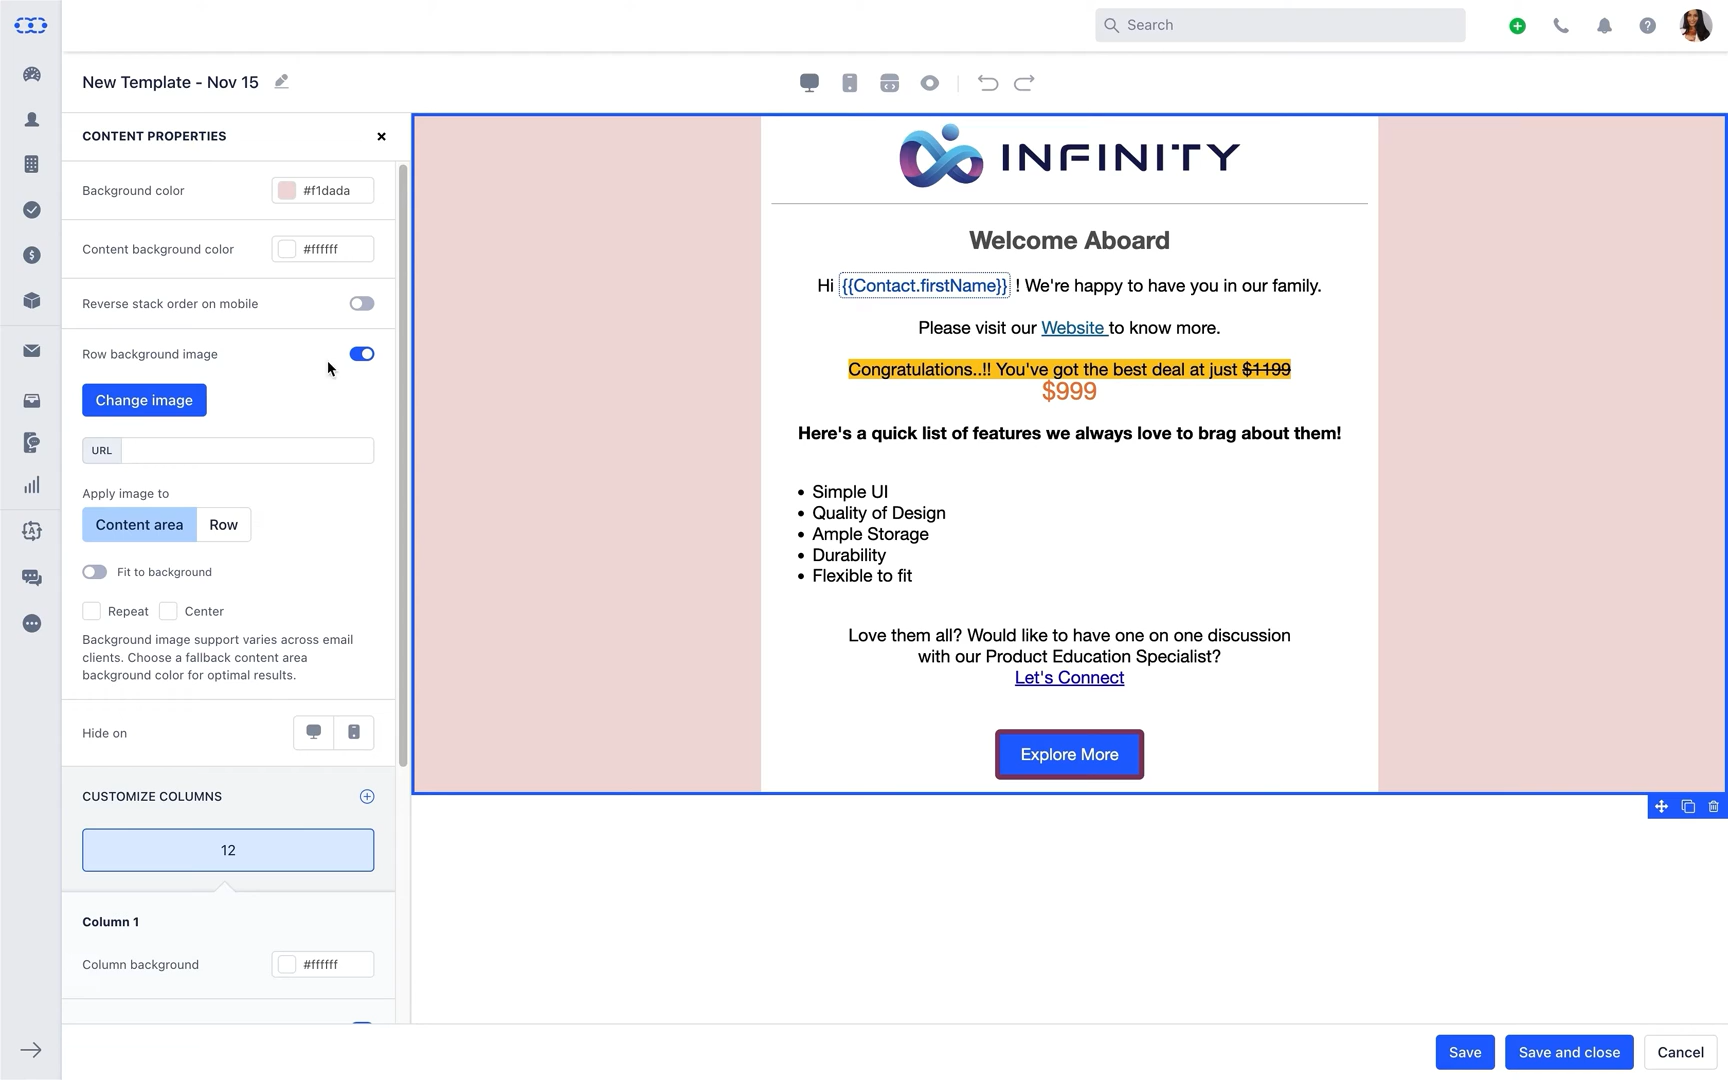 Search
New Template - Nov 15
CONTENT PROPERTIES
Background color
#f1dada
Content background color
#ffffff
Reverse stack order on mobile
Row background image
Change image
URL
Apply image to
Content area
Row
Fit to background
Repeat
Center
Background image support varies across email
clients. Choose a fallback content area
background color for optimal results.
Hide on
CUSTOMIZE COLUMNS
12
Column 1
Column background
#ffffff
INFINITY
Welcome Aboard
Hi {{Contact.firstName}} ! We're happy to have you in our family.
Please visit our Website to know more.
Congratulations..!! You've got the best deal at just $1199
$999
Here's a quick list of features we always love to brag about them!
• Simple UI
• Quality of Design
• Ample Storage
• Durability
• Flexible to fit
Love them all? Would like to have one on one discussion
with our Product Education Specialist?
Let's Connect
Explore More
Save
Save and close
Cancel